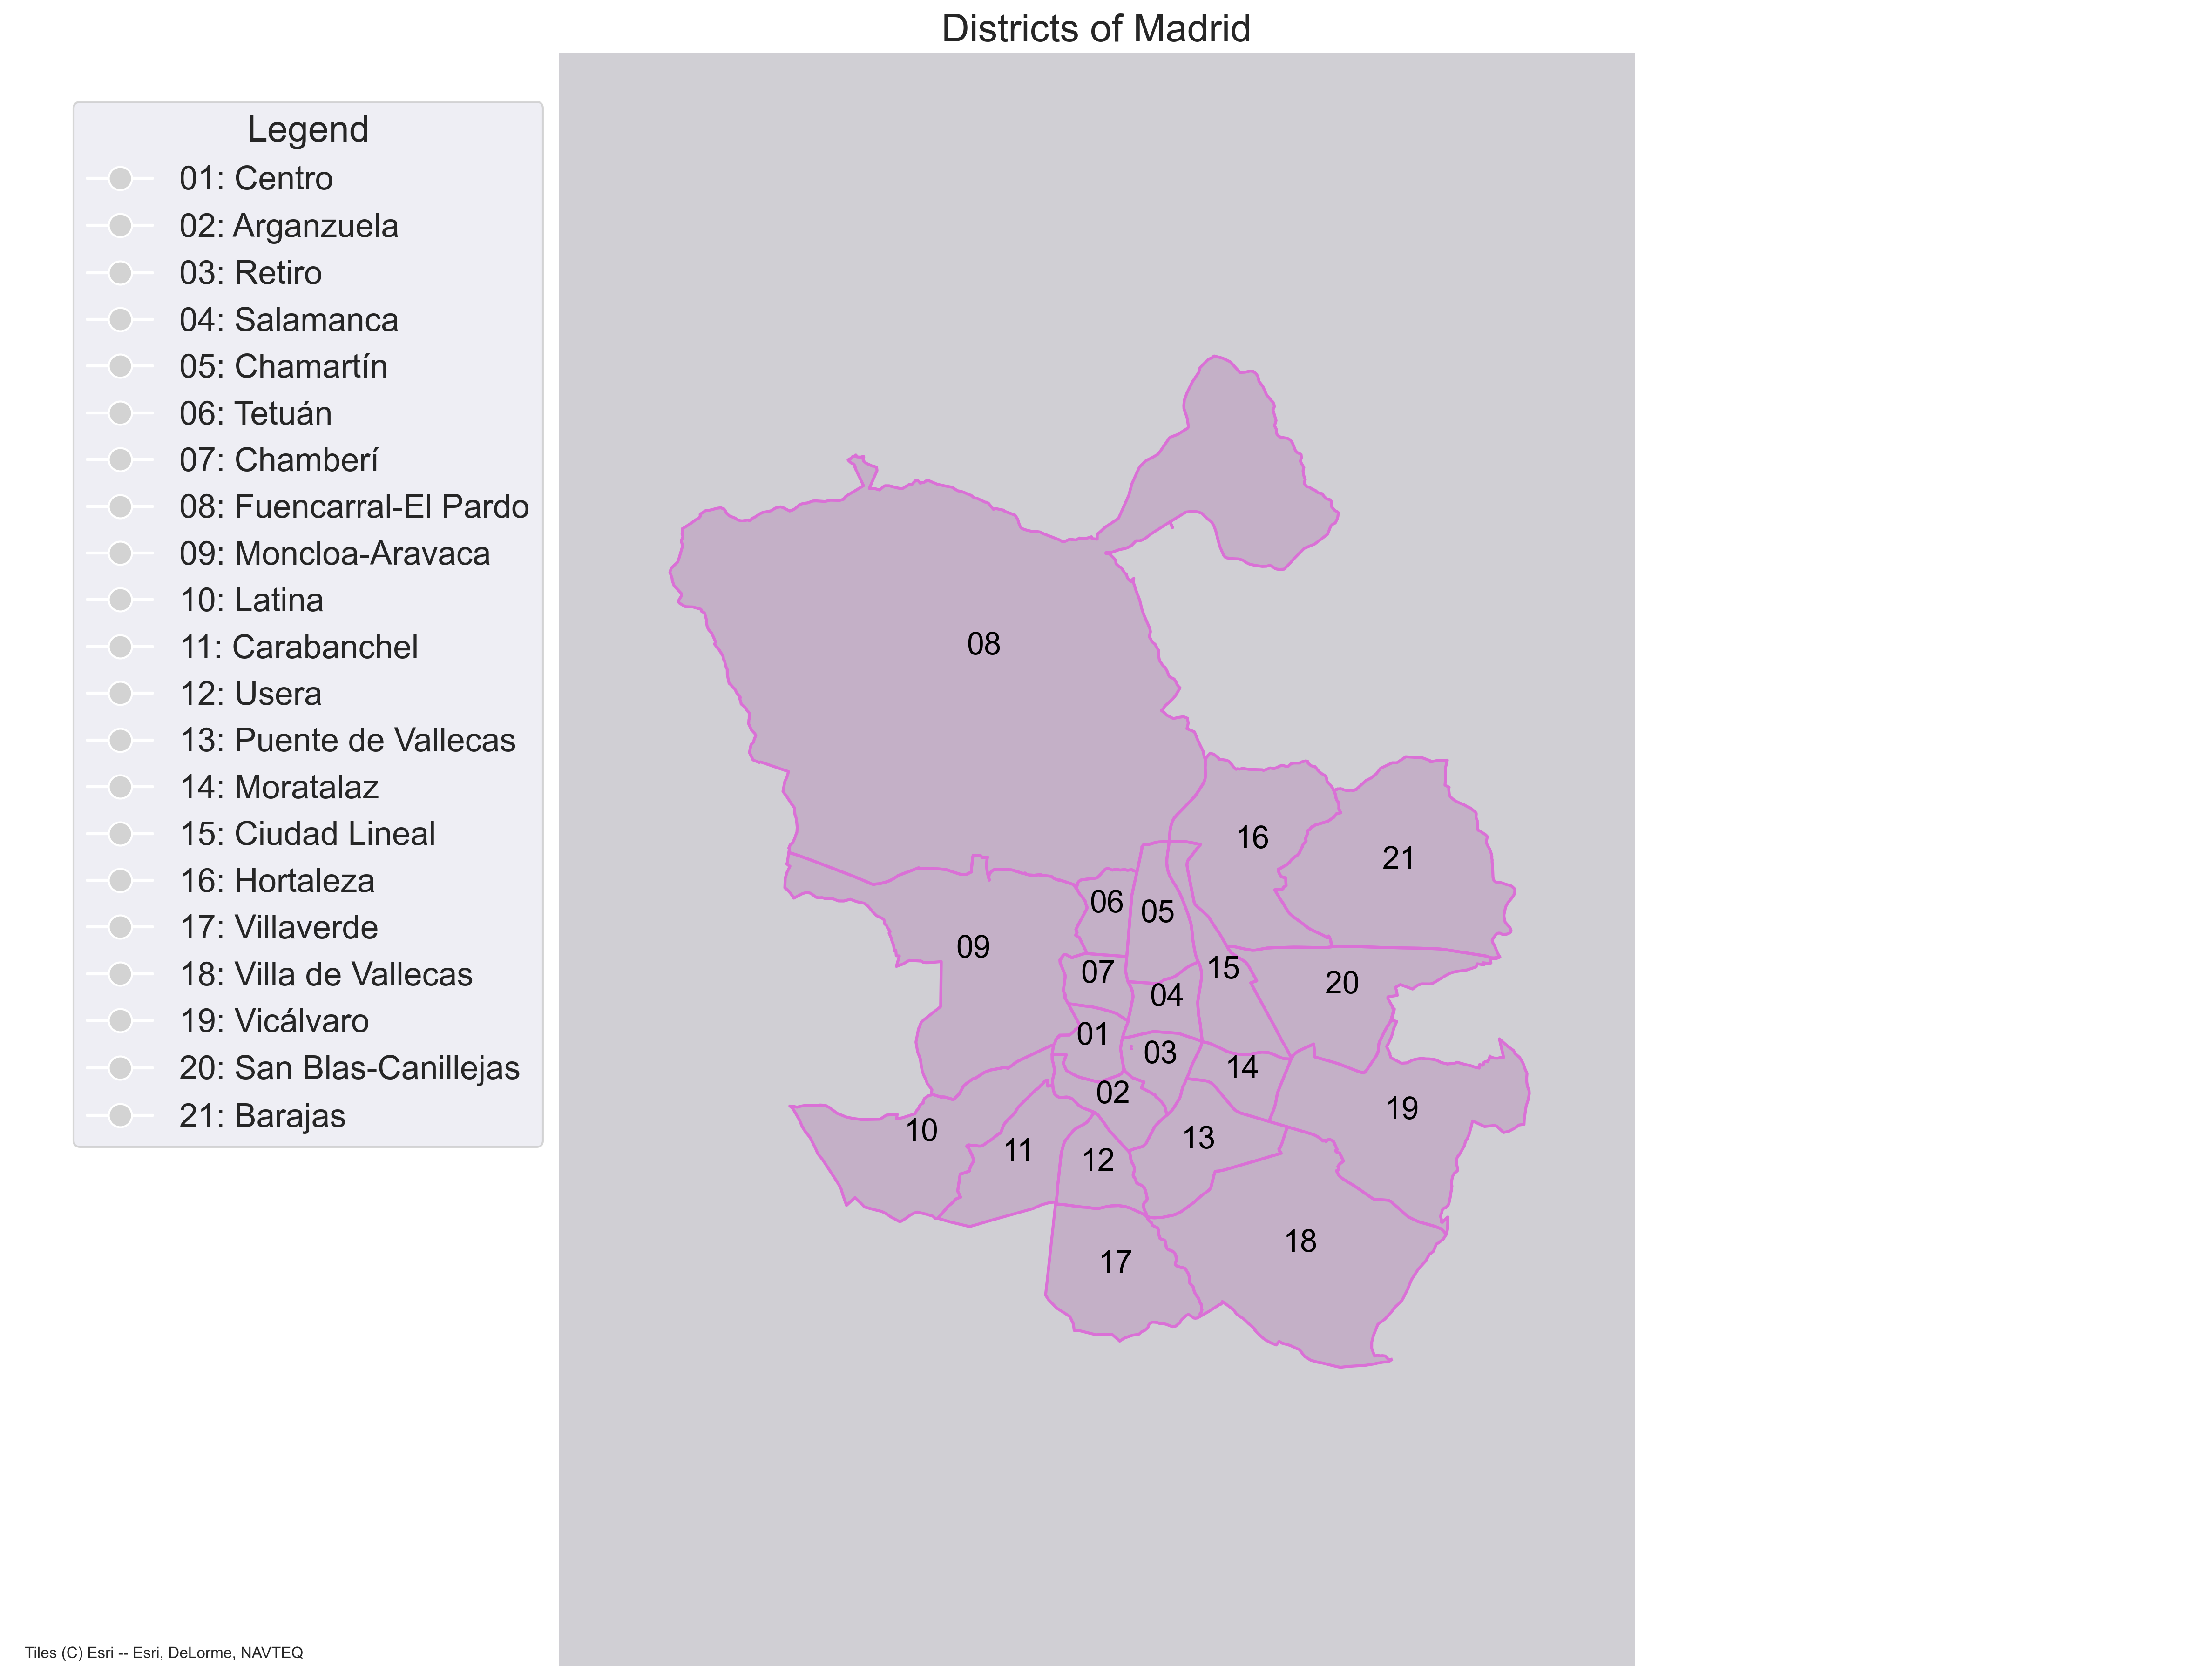 Districts of Madrid
Legend
01: Centro
02: Arganzuela
03: Retiro
04: Salamanca
05: Chamartín
06: Tetuán
07: Chamberí
08: Fuencarral-El Pardo
09: Moncloa-Aravaca
10: Latina
11: Carabanchel
12: Usera
13: Puente de Vallecas
14: Moratalaz
15: Ciudad Lineal
16: Hortaleza
17: Villaverde
18: Villa de Vallecas
19: Vicálvaro
20: San Blas-Canillejas
21: Barajas
08
16
21
06
05
09
15
07
20
04
01
03
14
02
19
10
13
11
12
18
17
Tiles (C) Esri -- Esri, DeLorme, NAVTEQ